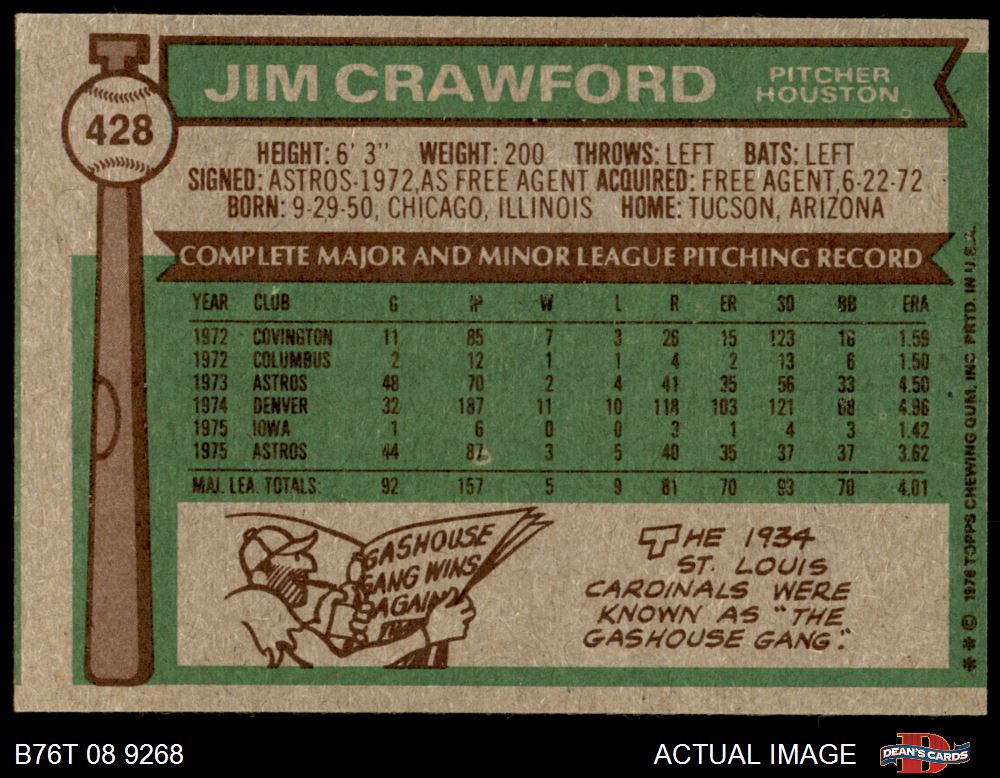 428
JIM CRAWFORD PITCHER
HOUSTON
HEIGHT: 6' 3" WEIGHT: 200 THROWS: LEFT BATS: LEFT
SIGNED: ASTROS-1972, AS FREE AGENT ACQUIRED: FREE AGENT, 6-22-72
BORN: 9-29-50, CHICAGO, ILLINOIS HOME: TUCSON, ARIZONA
COMPLETE MAJOR AND MINOR LEAGUE PITCHING RECORD
YEAR CLUB G IP W L R ER SO BB ERA
1972 COVINGTON 11 85 7 3 26 15 123 16 1.59
1972 COLUMBUS 2 12 1 1 4 2 13 6 1.50
1973 ASTROS 48 70 2 4 41 35 56 33 4.50
1974 DENVER 32 187 11 10 118 103 121 68 4.96
1975 IOWA 1 6 0 0 3 1 4 3 1.42
1975 ASTROS 44 87 3 5 40 35 37 37 3.62
MAJ. LEA. TOTALS: 92 157 5 9 81 70 93 70 4.01
GASHOUSE
GANG WINS
AGAIN
THE 1934
ST. LOUIS
CARDINALS WERE
KNOWN AS "THE
GASHOUSE GANG".
* * © 1976 TOPPS CHEWING GUM, INC. PRTD. IN U.S.A.
B76T 08 9268
ACTUAL IMAGE
DEAN'S CARDS